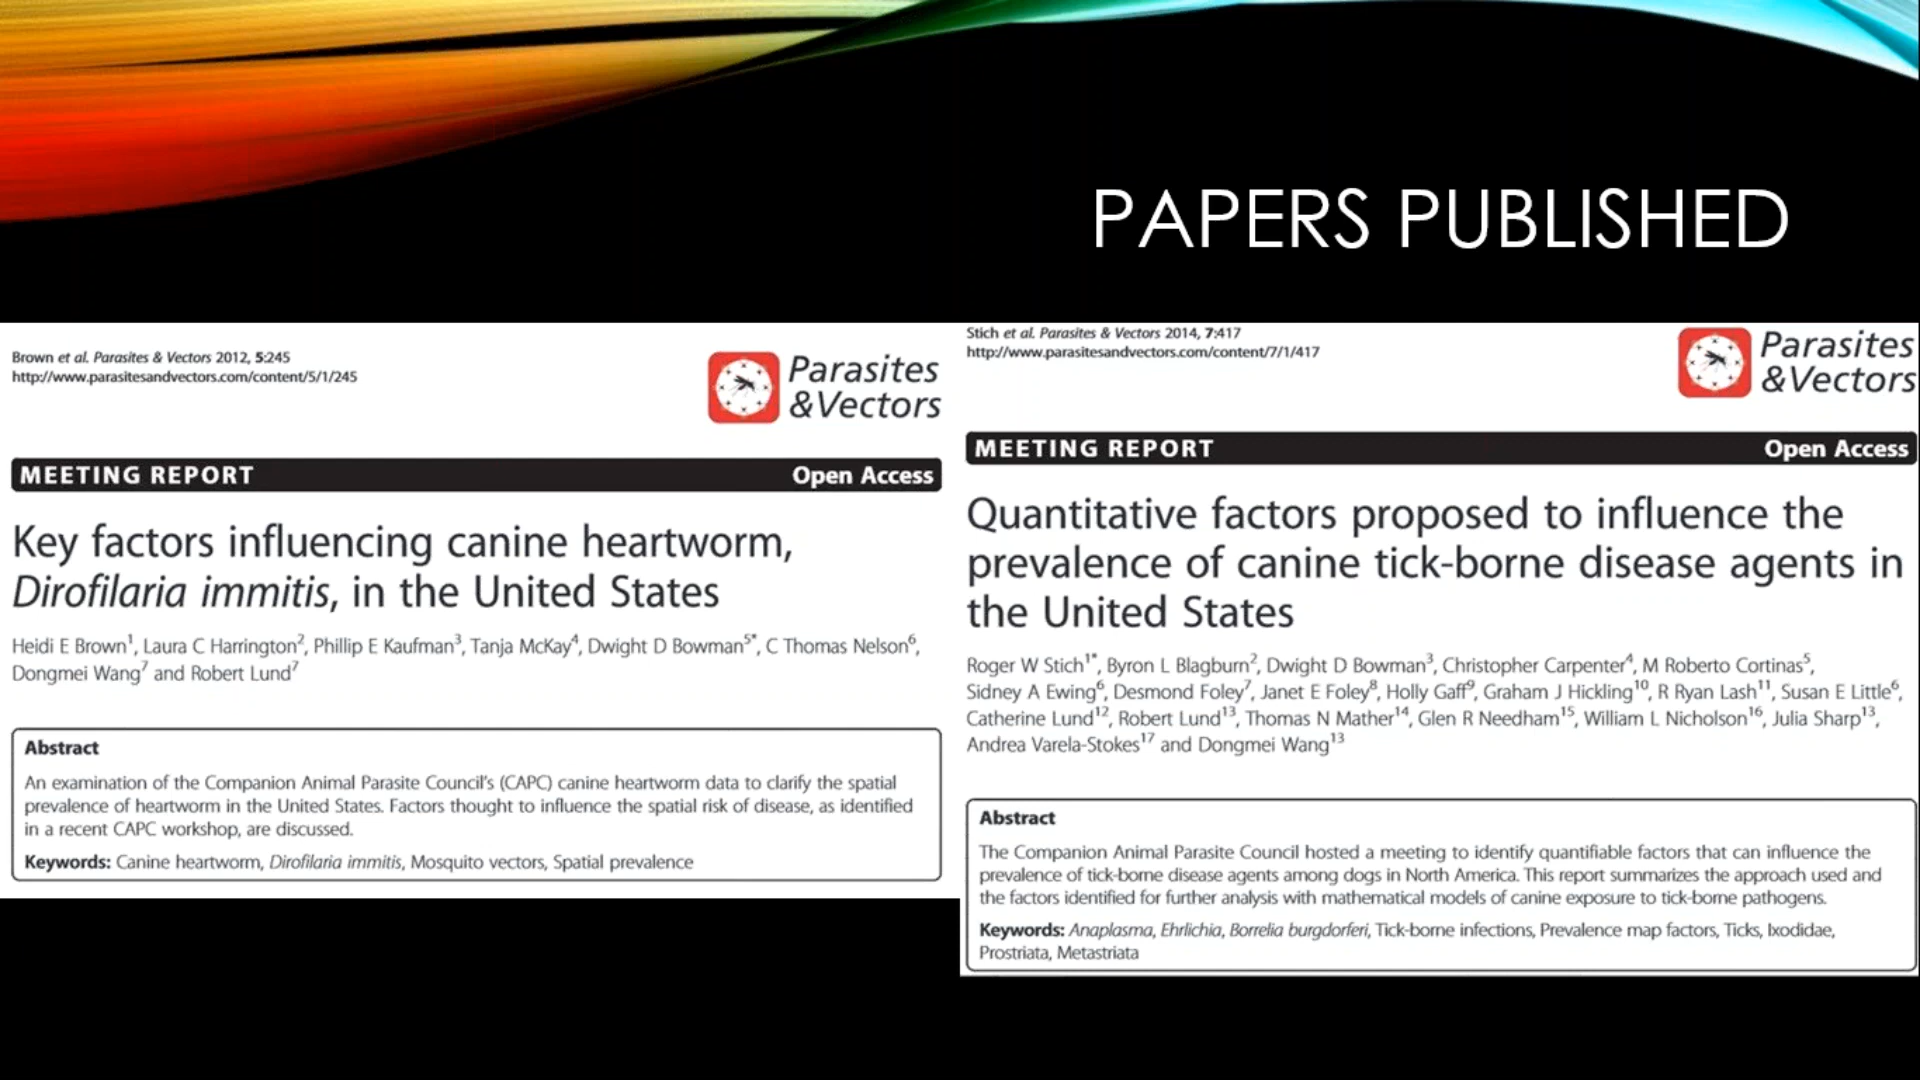 PAPERS PUBLISHED
Brown et al. Parasites & Vectors 2012, 5:245
http://www.parasitesandvectors.com/content/5/1/245
Parasites
&Vectors
MEETING REPORT Open Access
Key factors influencing canine heartworm,
Dirofilaria immitis, in the United States
Heidi E Brown1, Laura C Harrington2, Phillip E Kaufman3, Tanja McKay4, Dwight D Bowman5*, C Thomas Nelson6,
Dongmei Wang7 and Robert Lund7
Abstract
An examination of the Companion Animal Parasite Council's (CAPC) canine heartworm data to clarify the spatial
prevalence of heartworm in the United States. Factors thought to influence the spatial risk of disease, as identified
in a recent CAPC workshop, are discussed.
Keywords: Canine heartworm, Dirofilaria immitis, Mosquito vectors, Spatial prevalence
Stich et al. Parasites & Vectors 2014, 7:417
http://www.parasitesandvectors.com/content/7/1/417
Parasites
&Vectors
MEETING REPORT Open Access
Quantitative factors proposed to influence the
prevalence of canine tick-borne disease agents in
the United States
Roger W Stich1*, Byron L Blagburn2, Dwight D Bowman3, Christopher Carpenter4, M Roberto Cortinas5,
Sidney A Ewing6, Desmond Foley7, Janet E Foley8, Holly Gaff9, Graham J Hickling10, R Ryan Lash11, Susan E Little6,
Catherine Lund12, Robert Lund13, Thomas N Mather14, Glen R Needham15, William L Nicholson16, Julia Sharp13,
Andrea Varela-Stokes17 and Dongmei Wang13
Abstract
The Companion Animal Parasite Council hosted a meeting to identify quantifiable factors that can influence the
prevalence of tick-borne disease agents among dogs in North America. This report summarizes the approach used and
the factors identified for further analysis with mathematical models of canine exposure to tick-borne pathogens.
Keywords: Anaplasma, Ehrlichia, Borrelia burgdorferi, Tick-borne infections, Prevalence map factors, Ticks, Ixodidae,
Prostriata, Metastriata